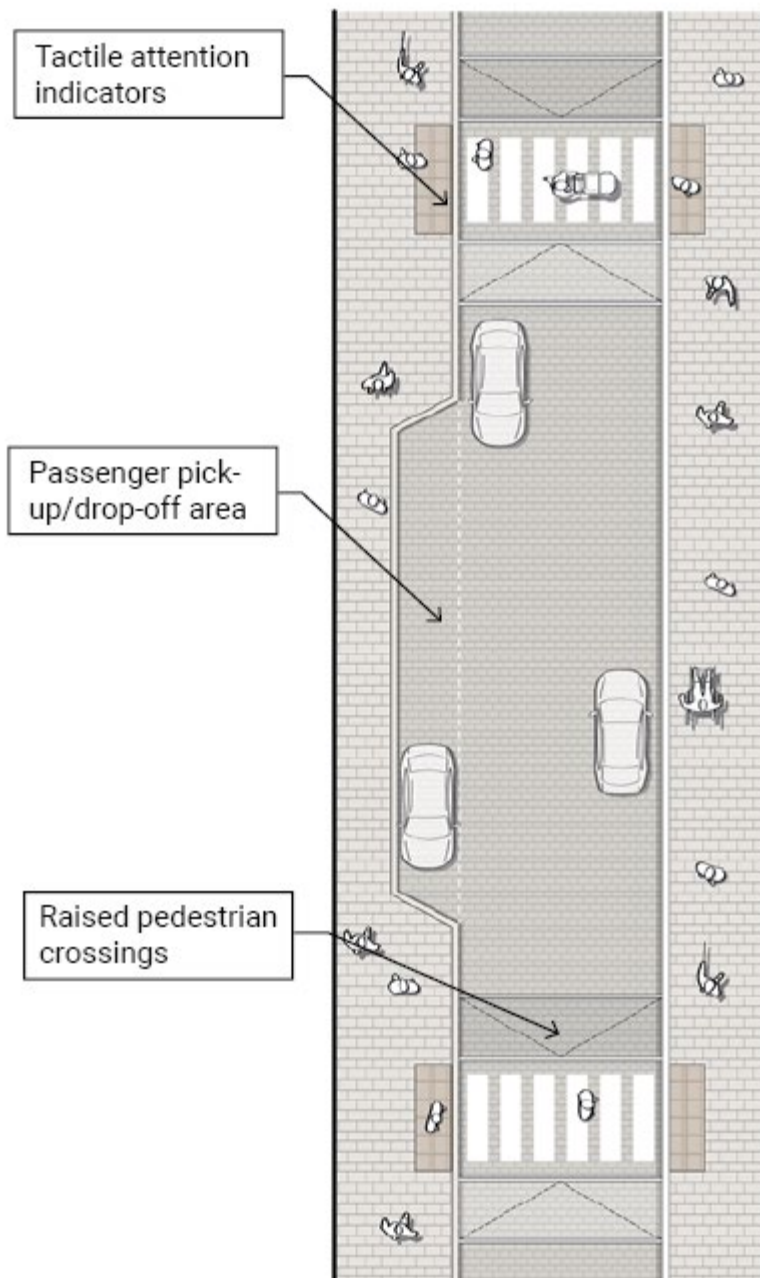 Tactile attention
indicators
Passenger pick-
up/drop-off area
Raised pedestrian
crossings